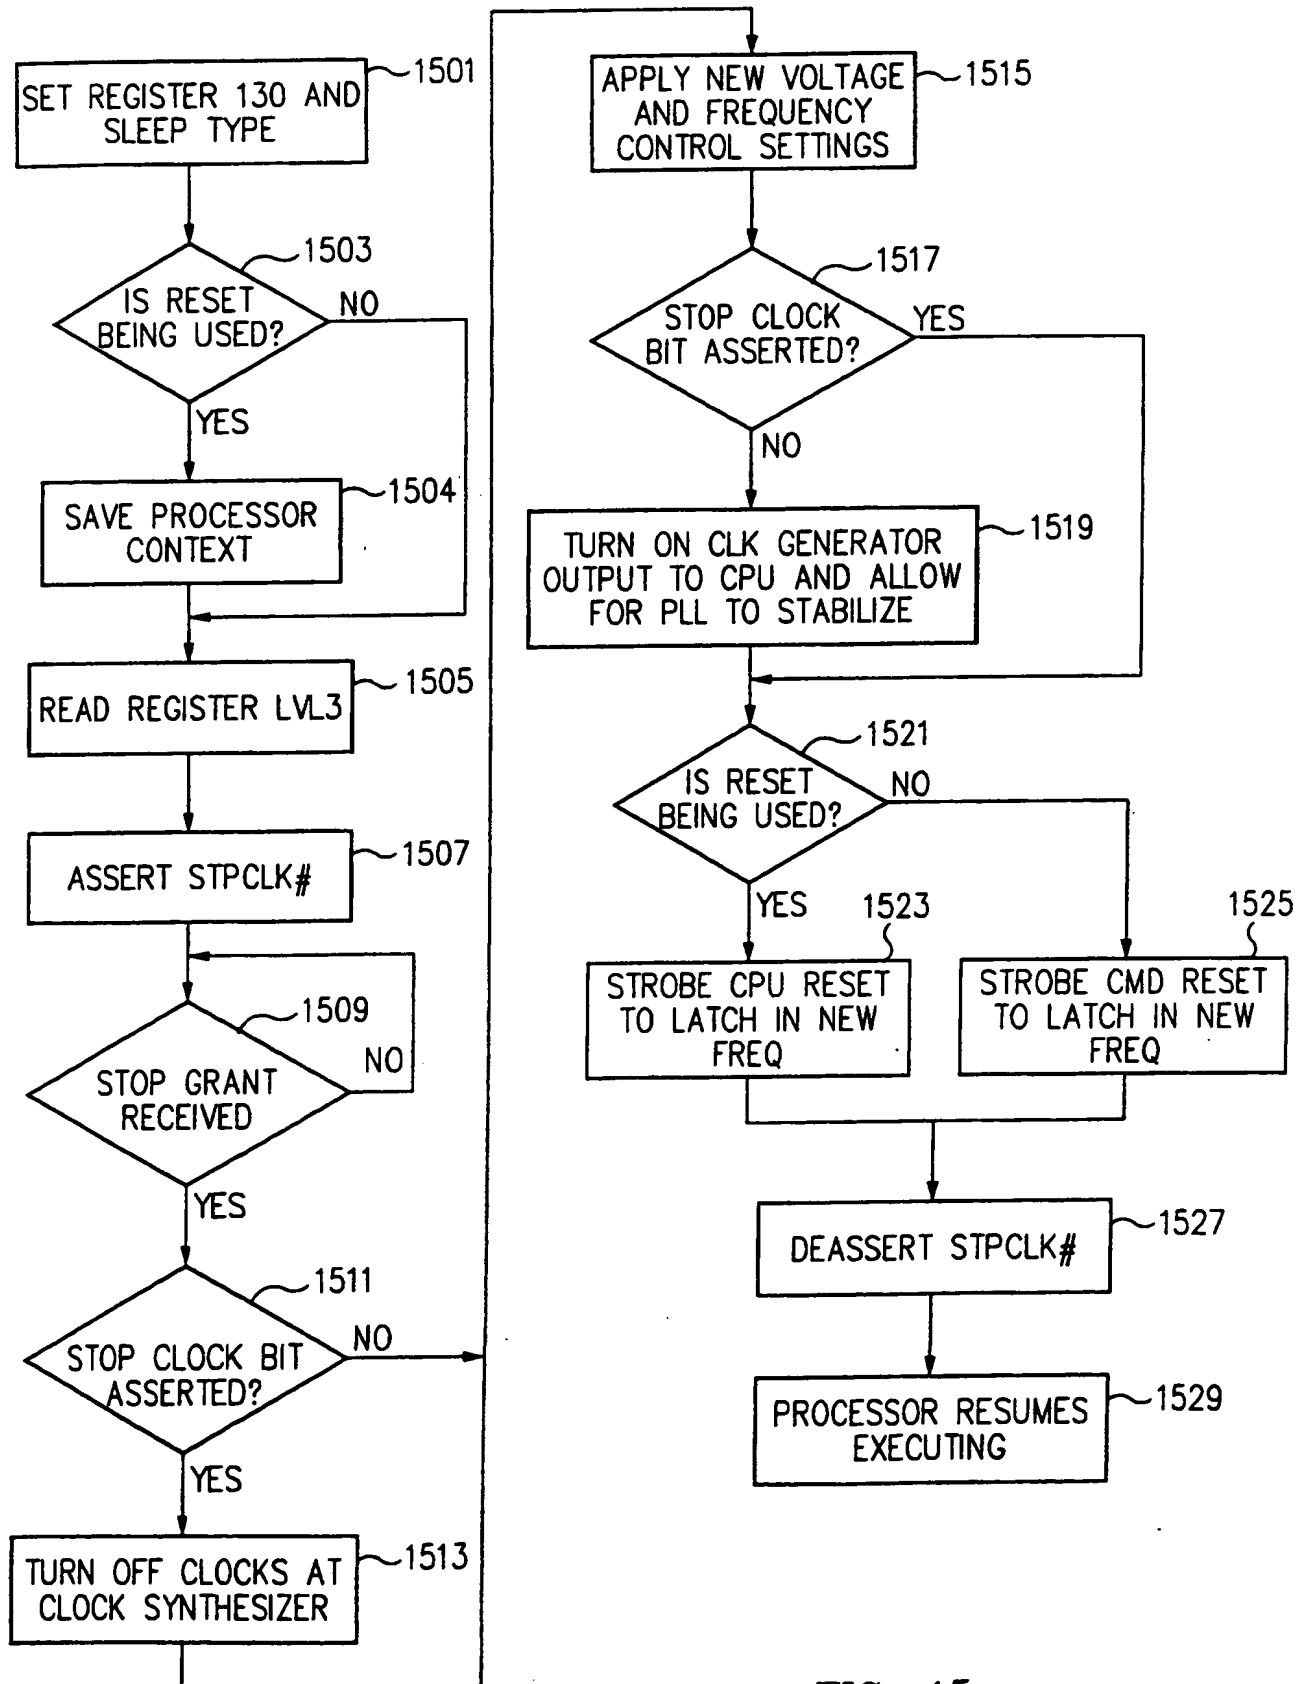 1501
SET REGISTER 130 AND
SLEEP TYPE
1503
IS RESET
BEING USED?
NO
YES
1504
SAVE PROCESSOR
CONTEXT
1505
READ REGISTER LVL3
1507
ASSERT STPCLK#
1509
STOP GRANT
RECEIVED
NO
YES
1511
STOP CLOCK BIT
ASSERTED?
NO
YES
1513
TURN OFF CLOCKS AT
CLOCK SYNTHESIZER
1515
APPLY NEW VOLTAGE
AND FREQUENCY
CONTROL SETTINGS
1517
STOP CLOCK
BIT ASSERTED?
YES
NO
1519
TURN ON CLK GENERATOR
OUTPUT TO CPU AND ALLOW
FOR PLL TO STABILIZE
1521
IS RESET
BEING USED?
NO
YES
1523
STROBE CPU RESET
TO LATCH IN NEW
FREQ
1525
STROBE CMD RESET
TO LATCH IN NEW
FREQ
1527
DEASSERT STPCLK#
1529
PROCESSOR RESUMES
EXECUTING